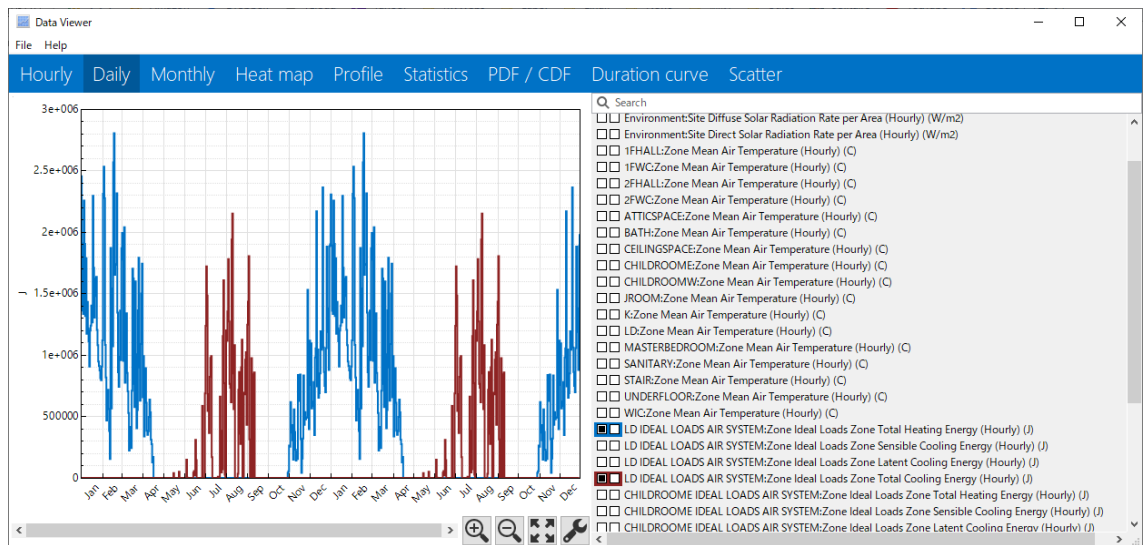 Data Viewer
File Help
Hourly Daily Monthly Heat map Profile Statistics PDF / CDF Duration curve Scatter
3e+006
2.5e+006
2e+006
J
1.5e+006
1e+006
500000
0
Jan Feb Mar Apr May Jun Jul Aug Sep Oct Nov Dec Jan Feb Mar Apr May Jun Jul Aug Sep Oct Nov Dec
Search
Environment:Site Diffuse Solar Radiation Rate per Area (Hourly) (W/m2)
Environment:Site Direct Solar Radiation Rate per Area (Hourly) (W/m2)
1FHALL:Zone Mean Air Temperature (Hourly) (C)
1FWC:Zone Mean Air Temperature (Hourly) (C)
2FHALL:Zone Mean Air Temperature (Hourly) (C)
2FWC:Zone Mean Air Temperature (Hourly) (C)
ATTICSPACE:Zone Mean Air Temperature (Hourly) (C)
BATH:Zone Mean Air Temperature (Hourly) (C)
CEILINGSPACE:Zone Mean Air Temperature (Hourly) (C)
CHILDROOME:Zone Mean Air Temperature (Hourly) (C)
CHILDROOMW:Zone Mean Air Temperature (Hourly) (C)
JROOM:Zone Mean Air Temperature (Hourly) (C)
K:Zone Mean Air Temperature (Hourly) (C)
LD:Zone Mean Air Temperature (Hourly) (C)
MASTERBEDROOM:Zone Mean Air Temperature (Hourly) (C)
SANITARY:Zone Mean Air Temperature (Hourly) (C)
STAIR:Zone Mean Air Temperature (Hourly) (C)
UNDERFLOOR:Zone Mean Air Temperature (Hourly) (C)
WIC:Zone Mean Air Temperature (Hourly) (C)
LD IDEAL LOADS AIR SYSTEM:Zone Ideal Loads Zone Total Heating Energy (Hourly) (J)
LD IDEAL LOADS AIR SYSTEM:Zone Ideal Loads Zone Sensible Cooling Energy (Hourly) (J)
LD IDEAL LOADS AIR SYSTEM:Zone Ideal Loads Zone Latent Cooling Energy (Hourly) (J)
LD IDEAL LOADS AIR SYSTEM:Zone Ideal Loads Zone Total Cooling Energy (Hourly) (J)
CHILDROOME IDEAL LOADS AIR SYSTEM:Zone Ideal Loads Zone Total Heating Energy (Hourly) (J)
CHILDROOME IDEAL LOADS AIR SYSTEM:Zone Ideal Loads Zone Sensible Cooling Energy (Hourly) (J)
CHILDROOME IDEAL LOADS AIR SYSTEM:Zone Ideal Loads Zone Latent Cooling Energy (Hourly) (J)